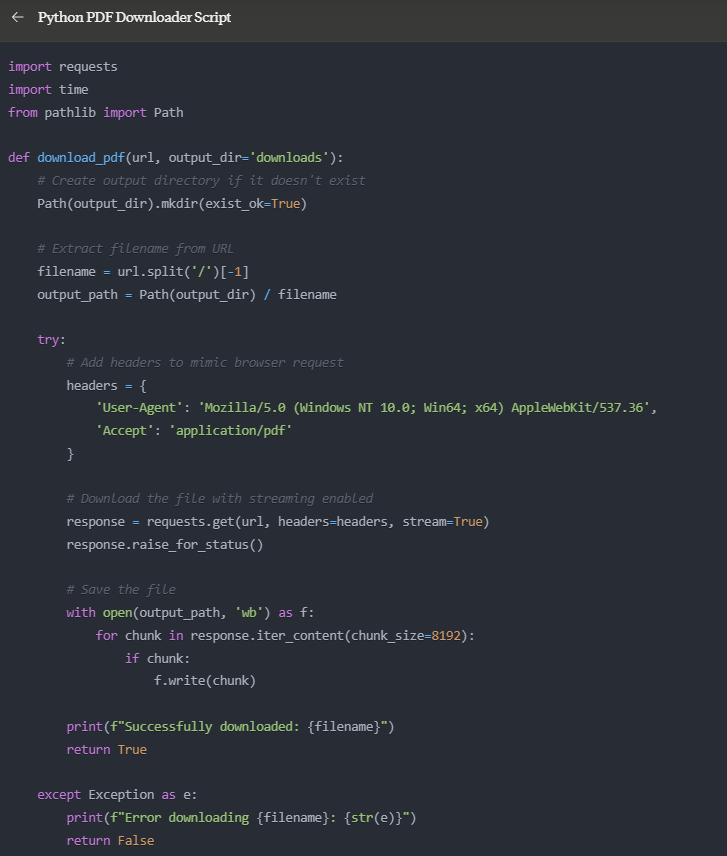 ← Python PDF Downloader Script
import requests
import time
from pathlib import Path

def download_pdf(url, output_dir='downloads'):
    # Create output directory if it doesn't exist
    Path(output_dir).mkdir(exist_ok=True)

    # Extract filename from URL
    filename = url.split('/')[-1]
    output_path = Path(output_dir) / filename

    try:
        # Add headers to mimic browser request
        headers = {
            'User-Agent': 'Mozilla/5.0 (Windows NT 10.0; Win64; x64) AppleWebKit/537.36',
            'Accept': 'application/pdf'
        }

        # Download the file with streaming enabled
        response = requests.get(url, headers=headers, stream=True)
        response.raise_for_status()

        # Save the file
        with open(output_path, 'wb') as f:
            for chunk in response.iter_content(chunk_size=8192):
                if chunk:
                    f.write(chunk)

        print(f"Successfully downloaded: {filename}")
        return True

    except Exception as e:
        print(f"Error downloading {filename}: {str(e)}")
        return False